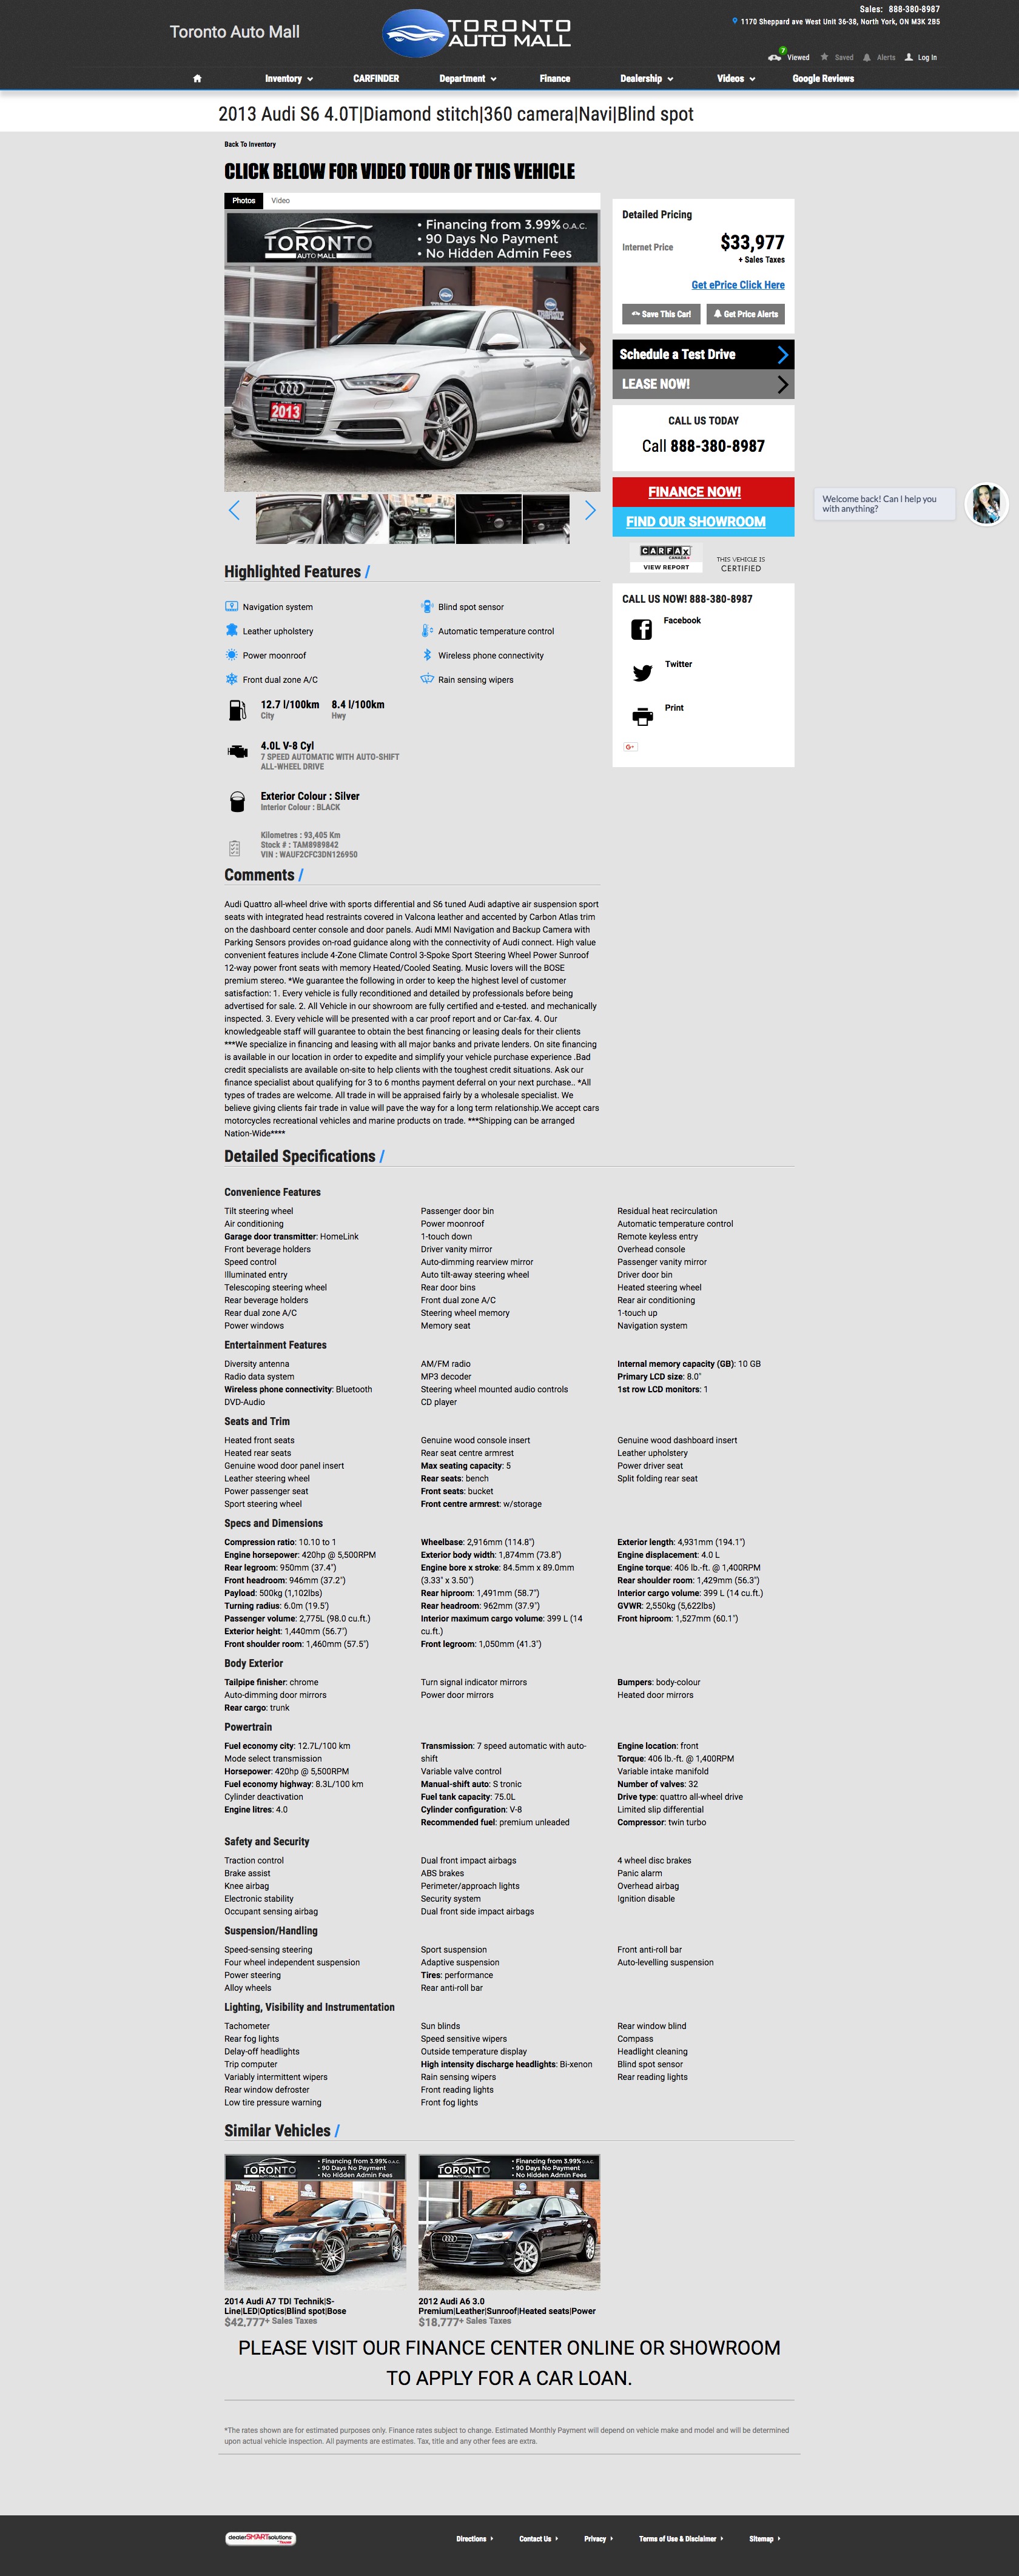 Sales: 888-380-8987
Toronto Auto Mall
TORONTO
AUTO MALL
1170 Sheppard ave West Unit 36-38, North York, ON M3K 2B5
7
Viewed
Saved
Alerts
Log In
Inventory
CARFINDER
Department
Finance
Dealership
Videos
Google Reviews
2013 Audi S6 4.0T|Diamond stitch|360 camera|Navi|Blind spot
Back To Inventory
CLICK BELOW FOR VIDEO TOUR OF THIS VEHICLE
Photos
Video
TORONTO
AUTO MALL
• Financing from 3.99% O.A.C.
• 90 Days No Payment
• No Hidden Admin Fees
2013
Detailed Pricing
Internet Price
$33,977
+ Sales Taxes
Get ePrice Click Here
Save This Car!
Get Price Alerts
Schedule a Test Drive
LEASE NOW!
CALL US TODAY
Call 888-380-8987
FINANCE NOW!
FIND OUR SHOWROOM
Welcome back! Can I help you
with anything?
CARFAX
CANADA
VIEW REPORT
THIS VEHICLE IS
CERTIFIED
CALL US NOW! 888-380-8987
Facebook
Twitter
Print
G+
Highlighted Features /
Navigation system
Blind spot sensor
Leather upholstery
Automatic temperature control
Power moonroof
Wireless phone connectivity
Front dual zone A/C
Rain sensing wipers
12.7 l/100km
8.4 l/100km
City
Hwy
4.0L V-8 Cyl
7 SPEED AUTOMATIC WITH AUTO-SHIFT
ALL-WHEEL DRIVE
Exterior Colour : Silver
Interior Colour : BLACK
Kilometres : 93,405 Km
Stock # : TAM8989842
VIN : WAUF2CFC3DN126950
Comments /
Audi Quattro all-wheel drive with sports differential and S6 tuned Audi adaptive air suspension sport
seats with integrated head restraints covered in Valcona leather and accented by Carbon Atlas trim
on the dashboard center console and door panels. Audi MMI Navigation and Backup Camera with
Parking Sensors provides on-road guidance along with the connectivity of Audi connect. High value
convenient features include 4-Zone Climate Control 3-Spoke Sport Steering Wheel Power Sunroof
12-way power front seats with memory Heated/Cooled Seating. Music lovers will the BOSE
premium stereo. *We guarantee the following in order to keep the highest level of customer
satisfaction: 1. Every vehicle is fully reconditioned and detailed by professionals before being
advertised for sale. 2. All Vehicle in our showroom are fully certified and e-tested. and mechanically
inspected. 3. Every vehicle will be presented with a car proof report and or Car-fax. 4. Our
knowledgeable staff will guarantee to obtain the best financing or leasing deals for their clients
***We specialize in financing and leasing with all major banks and private lenders. On site financing
is available in our location in order to expedite and simplify your vehicle purchase experience .Bad
credit specialists are available on-site to help clients with the toughest credit situations. Ask our
finance specialist about qualifying for 3 to 6 months payment deferral on your next purchase.. *All
types of trades are welcome. All trade in will be appraised fairly by a wholesale specialist. We
believe giving clients fair trade in value will pave the way for a long term relationship.We accept cars
motorcycles recreational vehicles and marine products on trade. ***Shipping can be arranged
Nation-Wide****
Detailed Specifications /
Convenience Features
Tilt steering wheel
Passenger door bin
Residual heat recirculation
Air conditioning
Power moonroof
Automatic temperature control
Garage door transmitter: HomeLink
1-touch down
Remote keyless entry
Front beverage holders
Driver vanity mirror
Overhead console
Speed control
Auto-dimming rearview mirror
Passenger vanity mirror
Illuminated entry
Auto tilt-away steering wheel
Driver door bin
Telescoping steering wheel
Rear door bins
Heated steering wheel
Rear beverage holders
Front dual zone A/C
Rear air conditioning
Rear dual zone A/C
Steering wheel memory
1-touch up
Power windows
Memory seat
Navigation system
Entertainment Features
Diversity antenna
AM/FM radio
Internal memory capacity (GB): 10 GB
Radio data system
MP3 decoder
Primary LCD size: 8.0"
Wireless phone connectivity: Bluetooth
Steering wheel mounted audio controls
1st row LCD monitors: 1
DVD-Audio
CD player
Seats and Trim
Heated front seats
Genuine wood console insert
Genuine wood dashboard insert
Heated rear seats
Rear seat centre armrest
Leather upholstery
Genuine wood door panel insert
Max seating capacity: 5
Power driver seat
Leather steering wheel
Rear seats: bench
Split folding rear seat
Power passenger seat
Front seats: bucket
Sport steering wheel
Front centre armrest: w/storage
Specs and Dimensions
Compression ratio: 10.10 to 1
Wheelbase: 2,916mm (114.8")
Exterior length: 4,931mm (194.1")
Engine horsepower: 420hp @ 5,500RPM
Exterior body width: 1,874mm (73.8")
Engine displacement: 4.0 L
Rear legroom: 950mm (37.4")
Engine bore x stroke: 84.5mm x 89.0mm
Engine torque: 406 lb.-ft. @ 1,400RPM
Front headroom: 946mm (37.2")
(3.33" x 3.50")
Rear shoulder room: 1,429mm (56.3")
Payload: 500kg (1,102lbs)
Rear hiproom: 1,491mm (58.7")
Interior cargo volume: 399 L (14 cu.ft.)
Turning radius: 6.0m (19.5')
Rear headroom: 962mm (37.9")
GVWR: 2,550kg (5,622lbs)
Passenger volume: 2,775L (98.0 cu.ft.)
Interior maximum cargo volume: 399 L (14
Front hiproom: 1,527mm (60.1")
Exterior height: 1,440mm (56.7")
cu.ft.)
Front shoulder room: 1,460mm (57.5")
Front legroom: 1,050mm (41.3")
Body Exterior
Tailpipe finisher: chrome
Turn signal indicator mirrors
Bumpers: body-colour
Auto-dimming door mirrors
Power door mirrors
Heated door mirrors
Rear cargo: trunk
Powertrain
Fuel economy city: 12.7L/100 km
Transmission: 7 speed automatic with auto-
Engine location: front
Mode select transmission
shift
Torque: 406 lb.-ft. @ 1,400RPM
Horsepower: 420hp @ 5,500RPM
Variable valve control
Variable intake manifold
Fuel economy highway: 8.3L/100 km
Manual-shift auto: S tronic
Number of valves: 32
Cylinder deactivation
Fuel tank capacity: 75.0L
Drive type: quattro all-wheel drive
Engine litres: 4.0
Cylinder configuration: V-8
Limited slip differential
Recommended fuel: premium unleaded
Compressor: twin turbo
Safety and Security
Traction control
Dual front impact airbags
4 wheel disc brakes
Brake assist
ABS brakes
Panic alarm
Knee airbag
Perimeter/approach lights
Overhead airbag
Electronic stability
Security system
Ignition disable
Occupant sensing airbag
Dual front side impact airbags
Suspension/Handling
Speed-sensing steering
Sport suspension
Front anti-roll bar
Four wheel independent suspension
Adaptive suspension
Auto-levelling suspension
Power steering
Tires: performance
Alloy wheels
Rear anti-roll bar
Lighting, Visibility and Instrumentation
Tachometer
Sun blinds
Rear window blind
Rear fog lights
Speed sensitive wipers
Compass
Delay-off headlights
Outside temperature display
Headlight cleaning
Trip computer
High intensity discharge headlights: Bi-xenon
Blind spot sensor
Variably intermittent wipers
Rain sensing wipers
Rear reading lights
Rear window defroster
Front reading lights
Low tire pressure warning
Front fog lights
Similar Vehicles /
TORONTO
• Financing from 3.99% O.A.C.
• 90 Days No Payment
• No Hidden Admin Fees
TORONTO
• Financing from 3.99% O.A.C.
• 90 Days No Payment
• No Hidden Admin Fees
2014 Audi A7 TDI Technik|S-
Line|LED|Optics|Blind spot|Bose
$42,777+ Sales Taxes
2012 Audi A6 3.0
Premium|Leather|Sunroof|Heated seats|Power
$18,777+ Sales Taxes
PLEASE VISIT OUR FINANCE CENTER ONLINE OR SHOWROOM
TO APPLY FOR A CAR LOAN.
*The rates shown are for estimated purposes only. Finance rates subject to change. Estimated Monthly Payment will depend on vehicle make and model and will be determined
upon actual vehicle inspection. All payments are estimates. Tax, title and any other fees are extra.
dealerSMARTsolutions
Directions
Contact Us
Privacy
Terms of Use & Disclaimer
Sitemap